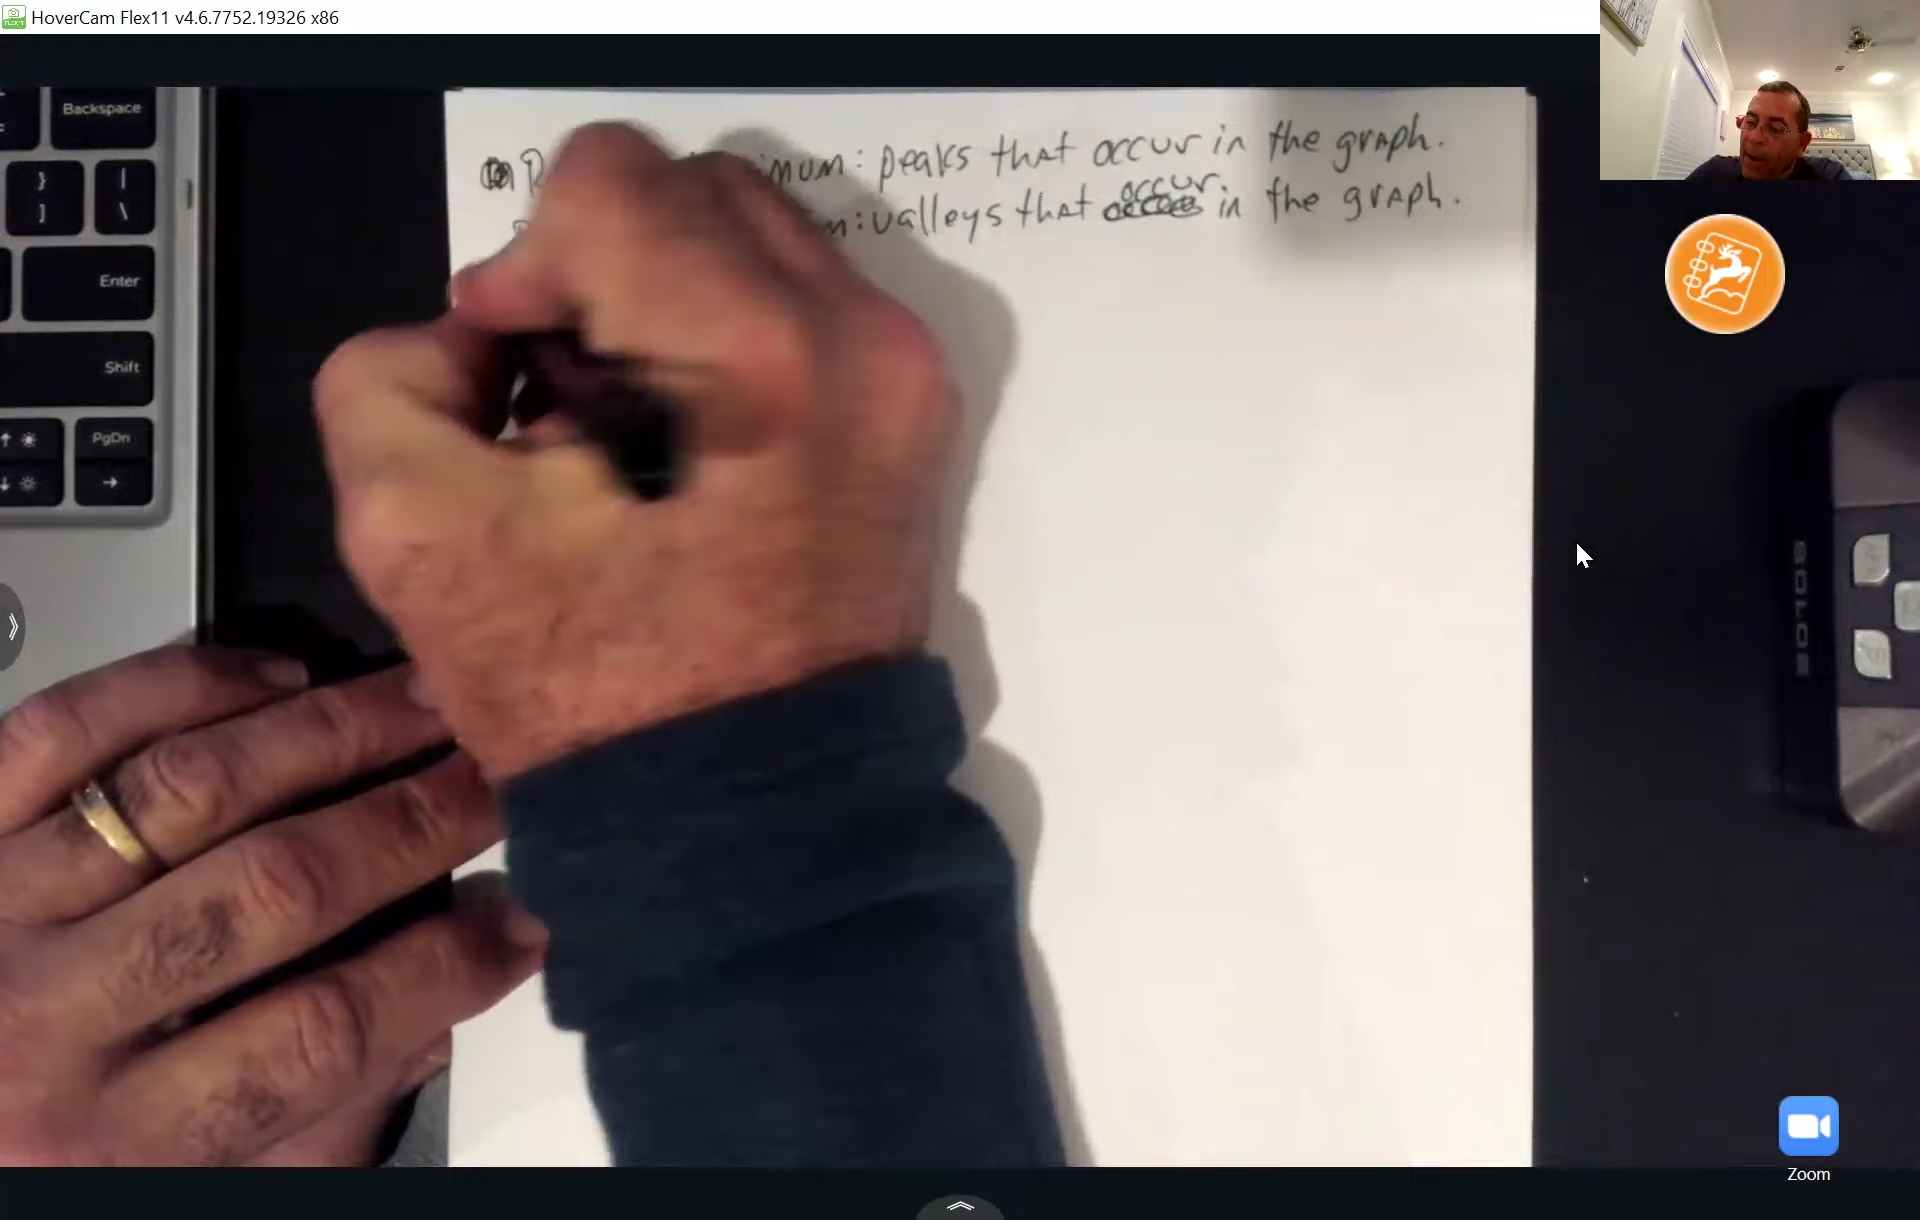 HoverCam Flex11 v4.6.7752.19326 x86
Backspace
}
]
|
\
Enter
Shift
PgDn
: peaks that occur in the graph.
: valleys that occur in the graph.
BOLOS
Zoom